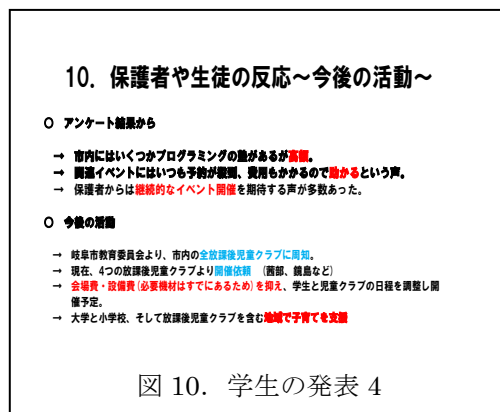 10. 保護者や生徒の反応～今後の活動～
○ アンケート結果から
→ 市内にはいくつかプログラミングの塾があるが高額。
→ 関連イベントにはいつも予約が殺到、費用もかかるので助かるという声。
→ 保護者からは継続的なイベント開催を期待する声が多数あった。
○ 今後の活動
→ 岐阜市教育委員会より、市内の全放課後児童クラブに周知。
→ 現在、4つの放課後児童クラブより開催依頼 （茜部、鏡島など）
→ 会場費・設備費(必要機材はすでにあるため)を抑え、学生と児童クラブの日程を調整し開
催予定。
→ 大学と小学校、そして放課後児童クラブを含む地域で子育てを支援
図 10. 学生の発表 4